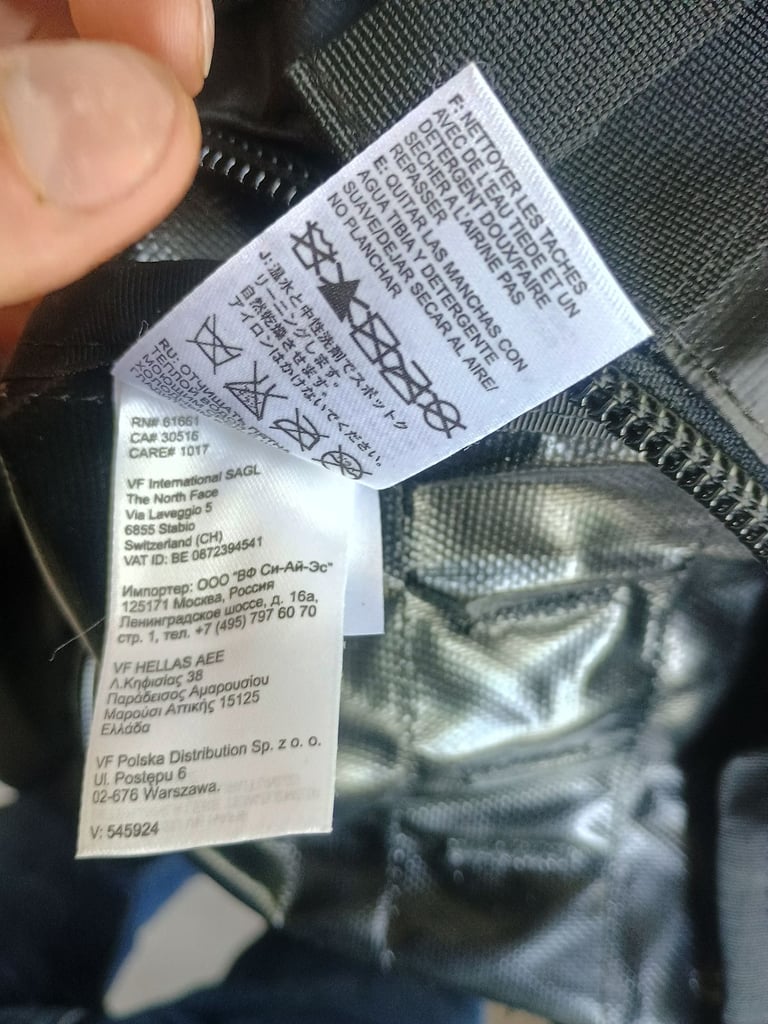 F: NETTOYER LES TACHES
AVEC DE L'EAU TIEDE ET UN
DETERGENT DOUX/FAIRE
SECHER A L'AIR/NE PAS
REPASSER
E: QUITAR LAS MANCHAS CON
AGUA TIBIA Y DETERGENTE
SUAVE/DEJAR SECAR AL AIRE/
NO PLANCHAR
J: 温水と中性洗剤でスポットク
リーニングします。
自然乾燥させます。
アイロンはかけないでください。
RU: ОТЧИЩАТЬ ПЯТНА
ТЕПЛОЙ
RN# 61661
CA# 30516
CARE# 1017
VF International SAGL
The North Face
Via Laveggio 5
6855 Stabio
Switzerland (CH)
VAT ID: BE 0872394541
Импортер: ООО "ВФ Си-Ай-Эс"
125171 Москва, Россия
Ленинградское шоссе, д. 16а,
стр. 1, тел. +7 (495) 797 60 70
VF HELLAS AEE
Λ.Κηφισίας 38
Παράδεισος Αμαρουσίου
Μαρούσι Αττικής 15125
Ελλάδα
VF Polska Distribution Sp. z o. o.
Ul. Postępu 6
02-676 Warszawa.
V: 545924